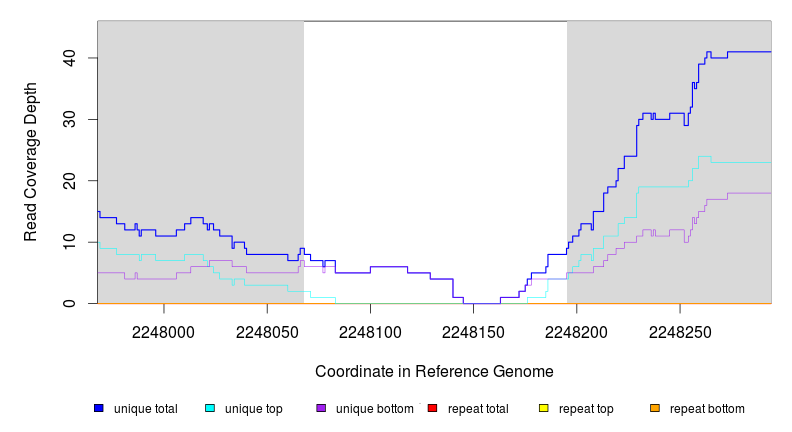 Read Coverage Depth
40
30
20
10
0
2248000 2248050 2248100 2248150 2248200 2248250
Coordinate in Reference Genome
unique total unique top unique bottom repeat total repeat top repeat bottom